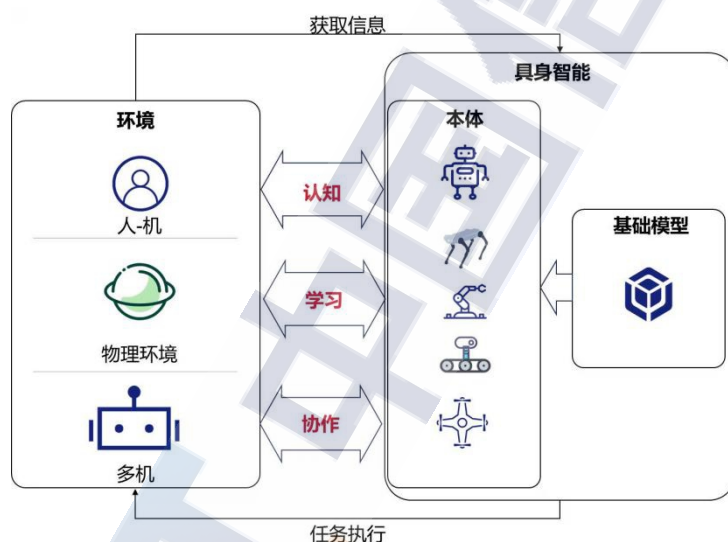 获取信息
具身智能
环境
本体
认知
人-机
基础模型
学习
物理环境
协作
多机
任务执行